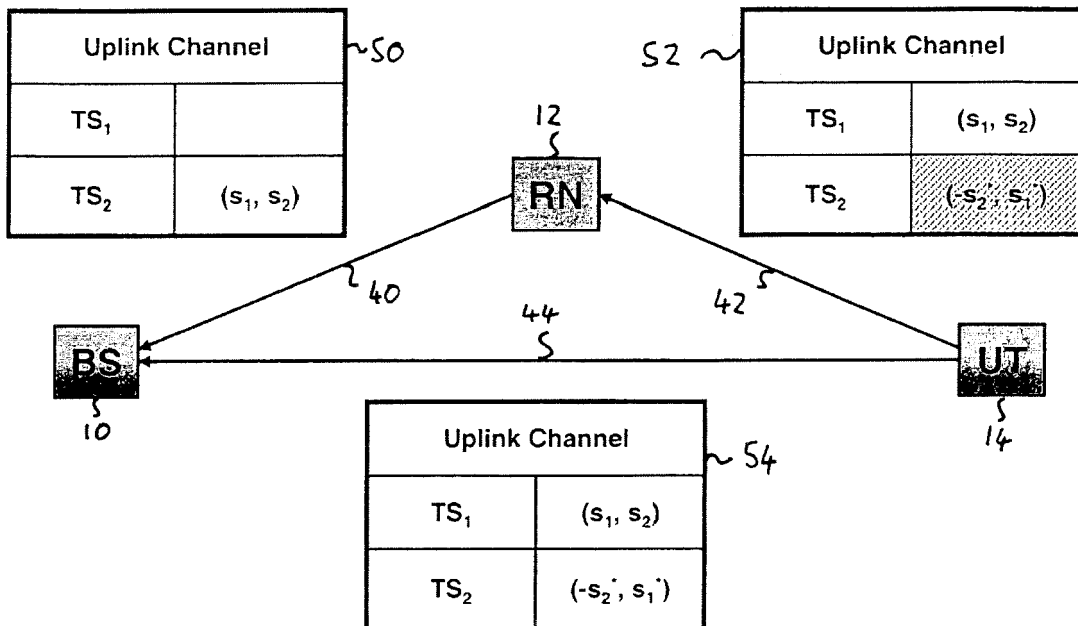 Uplink Channel
TS₁
TS₂ (s₁, s₂)
50
52
Uplink Channel
TS₁ (s₁, s₂)
TS₂ (-s₂*, s₁*)
12
RN
40
42
44
BS
10
UT
14
Uplink Channel
TS₁ (s₁, s₂)
TS₂ (-s₂*, s₁*)
54